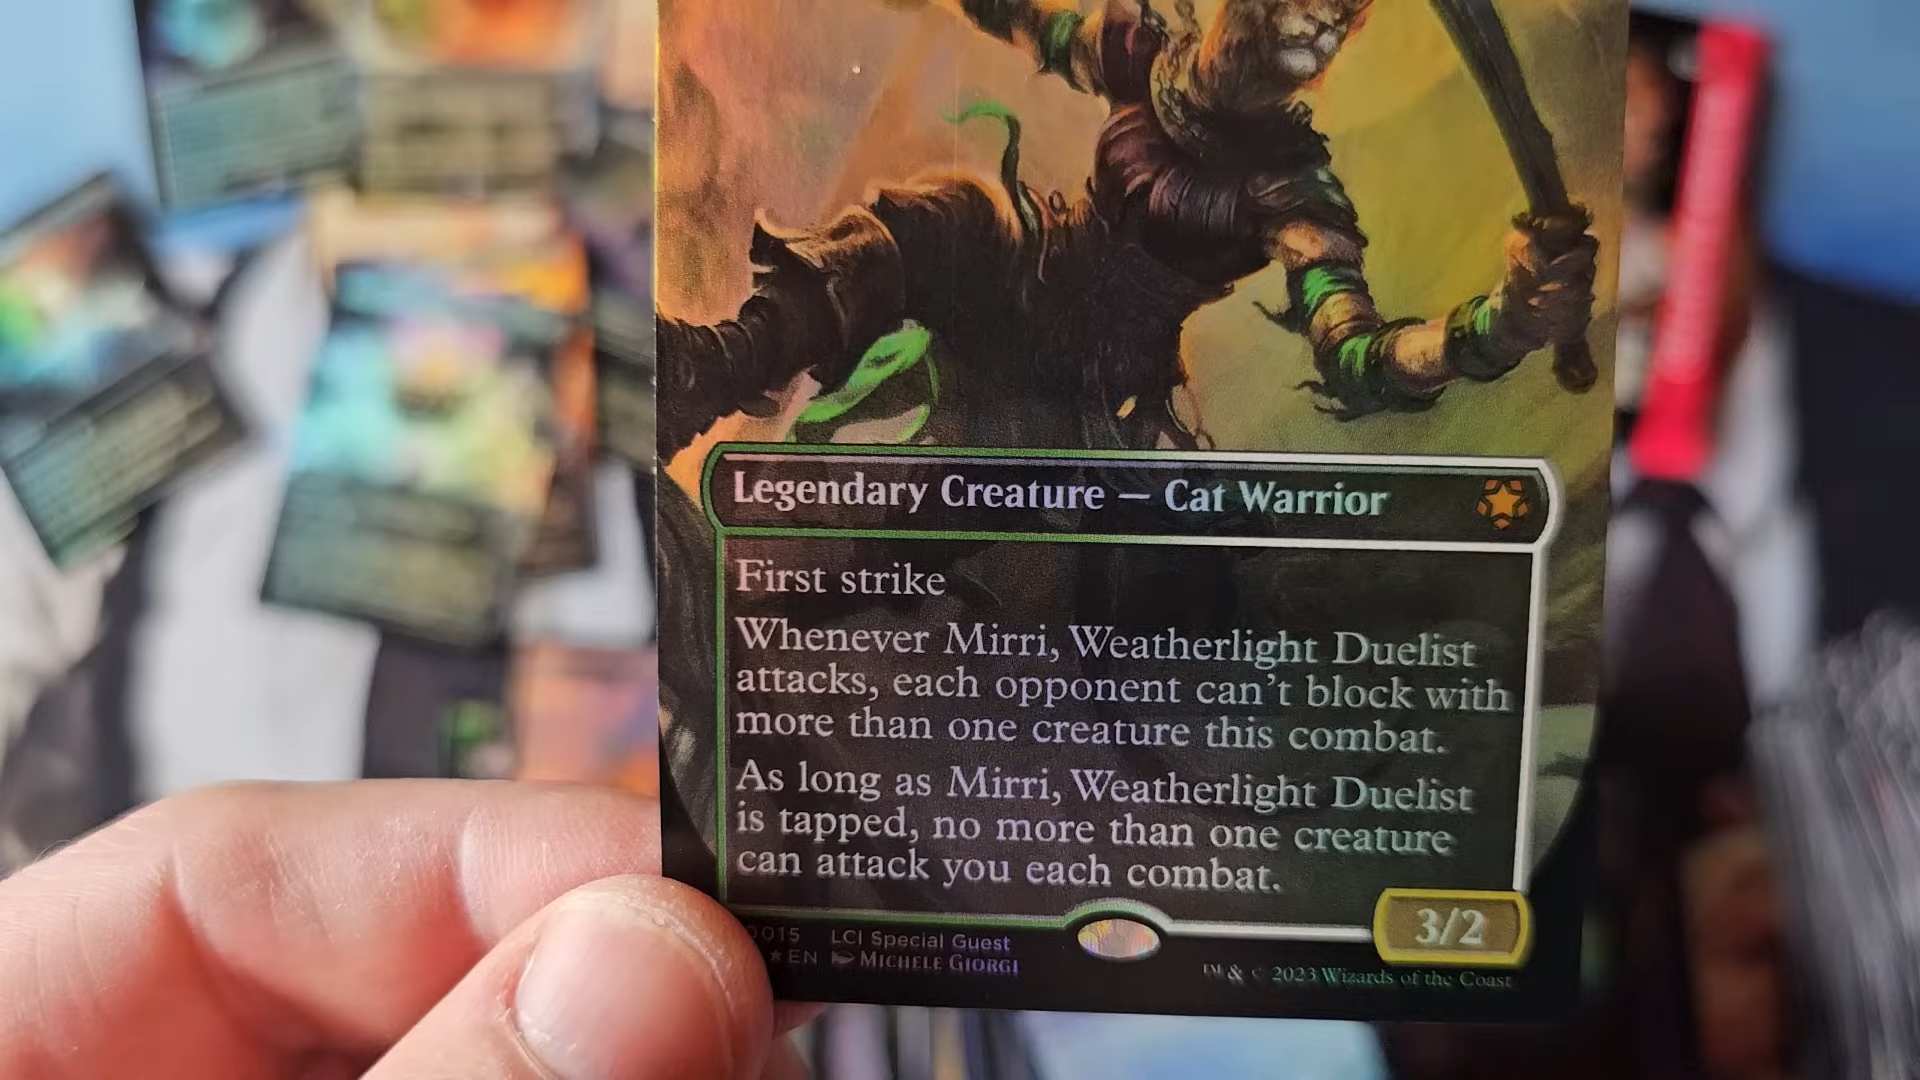 Legendary Creature — Cat Warrior
First strike
Whenever Mirri, Weatherlight Duelist
attacks, each opponent can't block with
more than one creature this combat.
As long as Mirri, Weatherlight Duelist
is tapped, no more than one creature
can attack you each combat.
3/2
0015 LCI Special Guest
EN MICHELE GIORGI
™ & © 2023 Wizards of the Coast